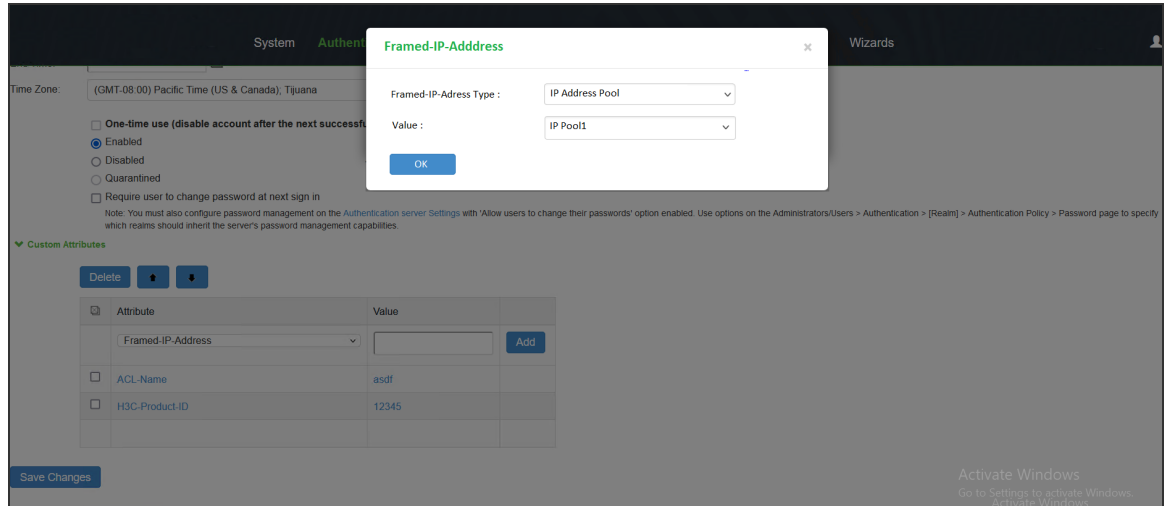 System
Authent
Wizards
Framed-IP-Adddress
×
Framed-IP-Adress Type :
IP Address Pool
Value :
IP Pool1
OK
Time Zone:
(GMT-08:00) Pacific Time (US & Canada); Tijuana
One-time use (disable account after the next successfu
Enabled
Disabled
Quarantined
Require user to change password at next sign in
Note: You must also configure password management on the Authentication server Settings with 'Allow users to change their passwords' option enabled. Use options on the Administrators/Users > Authentication > [Realm] > Authentication Policy > Password page to specify
which realms should inherit the server's password management capabilities.
Custom Attributes
Delete
Attribute Value
Framed-IP-Address Add
ACL-Name asdf
H3C-Product-ID 12345
Save Changes
Activate Windows
Go to Settings to activate Windows.
Activate Windows